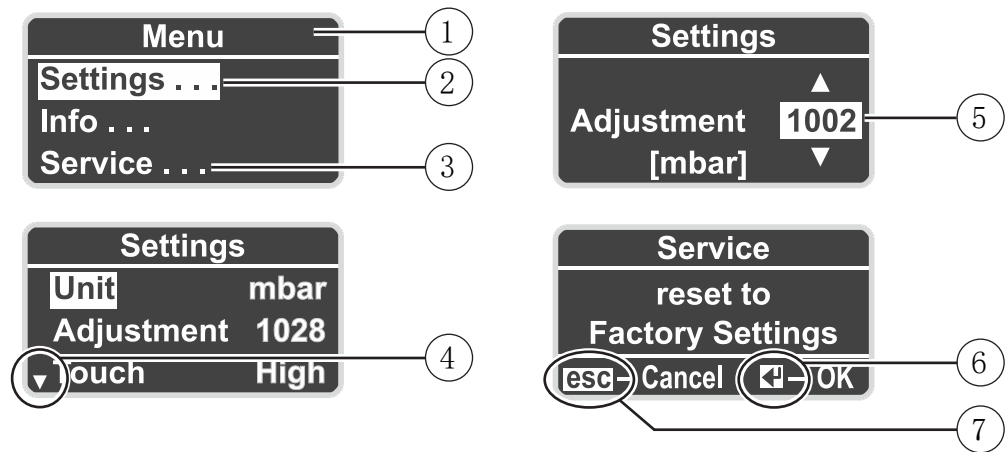 Menu
Settings . . .
Info . . .
Service . . .
1
2
3
Settings
▲
Adjustment 1002
[mbar] ▼
5
Settings
Unit mbar
Adjustment 1028
▼ Touch High
4
Service
reset to
Factory Settings
esc – Cancel ↵ – OK
6
7